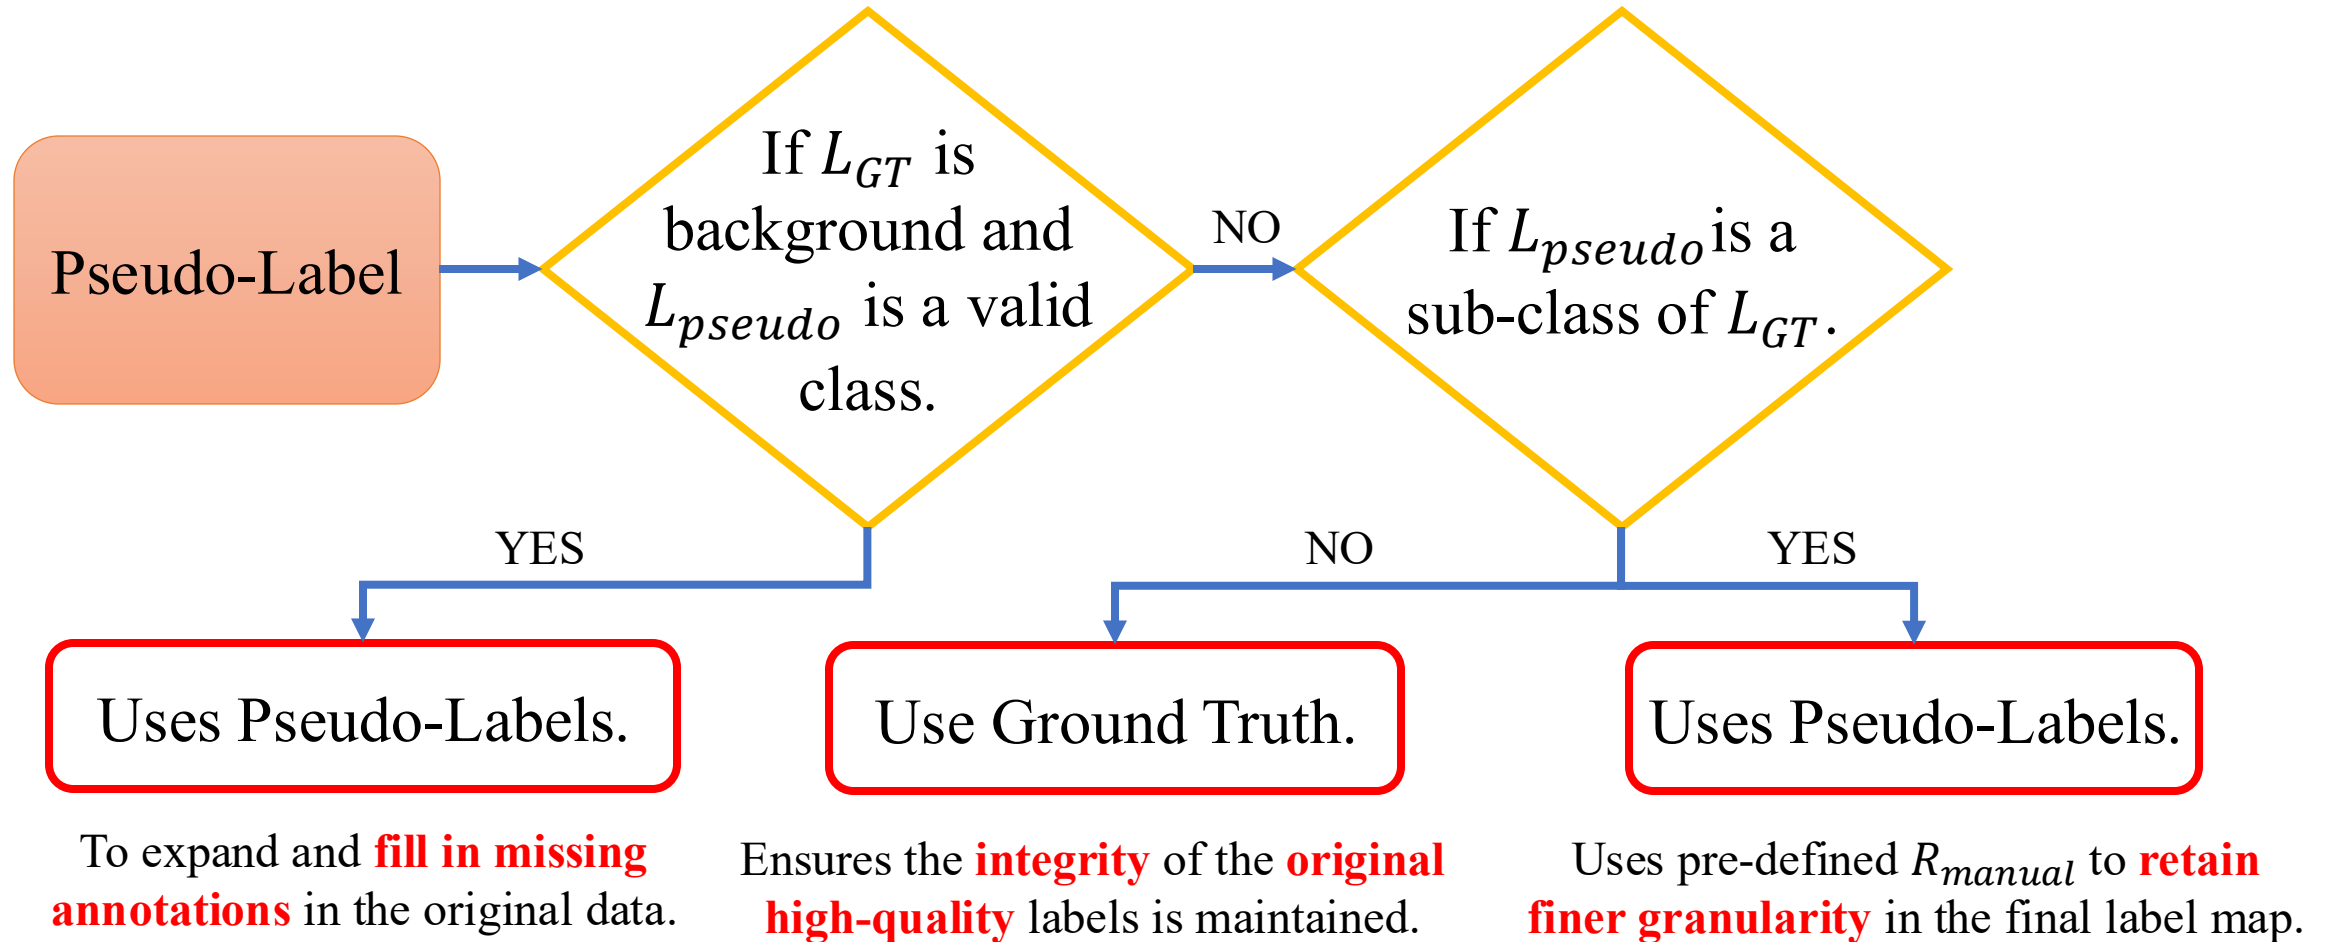 Pseudo-Label
If L_GT is
background and
L_pseudo is a valid
class.
NO
If L_pseudo is a
sub-class of L_GT.
YES
NO
YES
Uses Pseudo-Labels.
Use Ground Truth.
Uses Pseudo-Labels.
To expand and fill in missing
annotations in the original data.
Ensures the integrity of the original
high-quality labels is maintained.
Uses pre-defined R_manual to retain
finer granularity in the final label map.